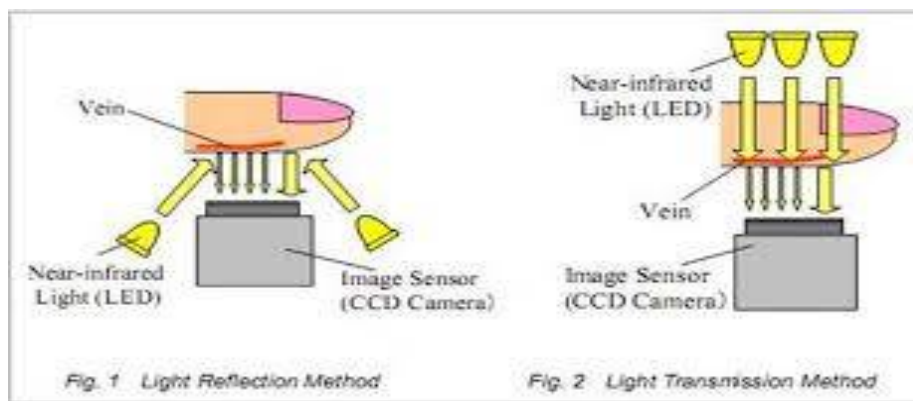 Vein
Near-infrared
Light (LED)
Image Sensor
(CCD Camera)
Fig. 1 Light Reflection Method
Near-infrared
Light (LED)
Vein
Image Sensor
(CCD Camera)
Fig. 2 Light Transmission Method